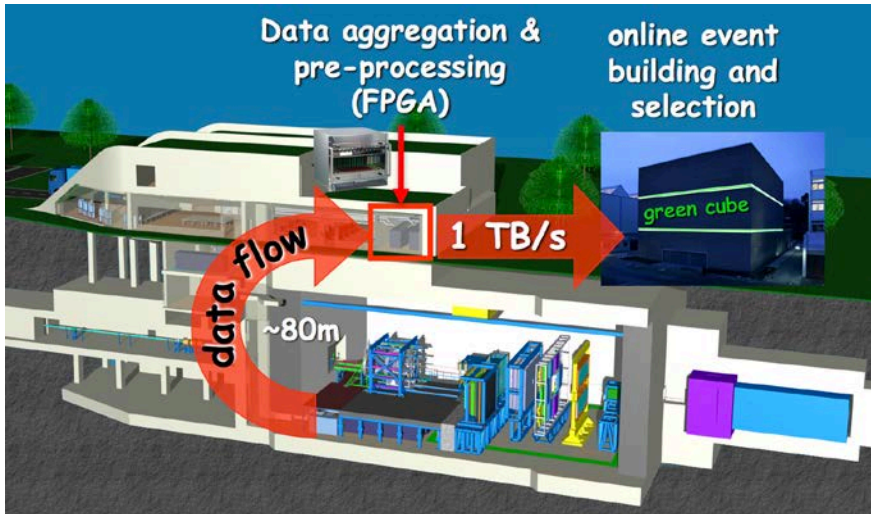 Data aggregation &
pre-processing
(FPGA)
online event
building and
selection
green cube
1 TB/s
data flow
~80m